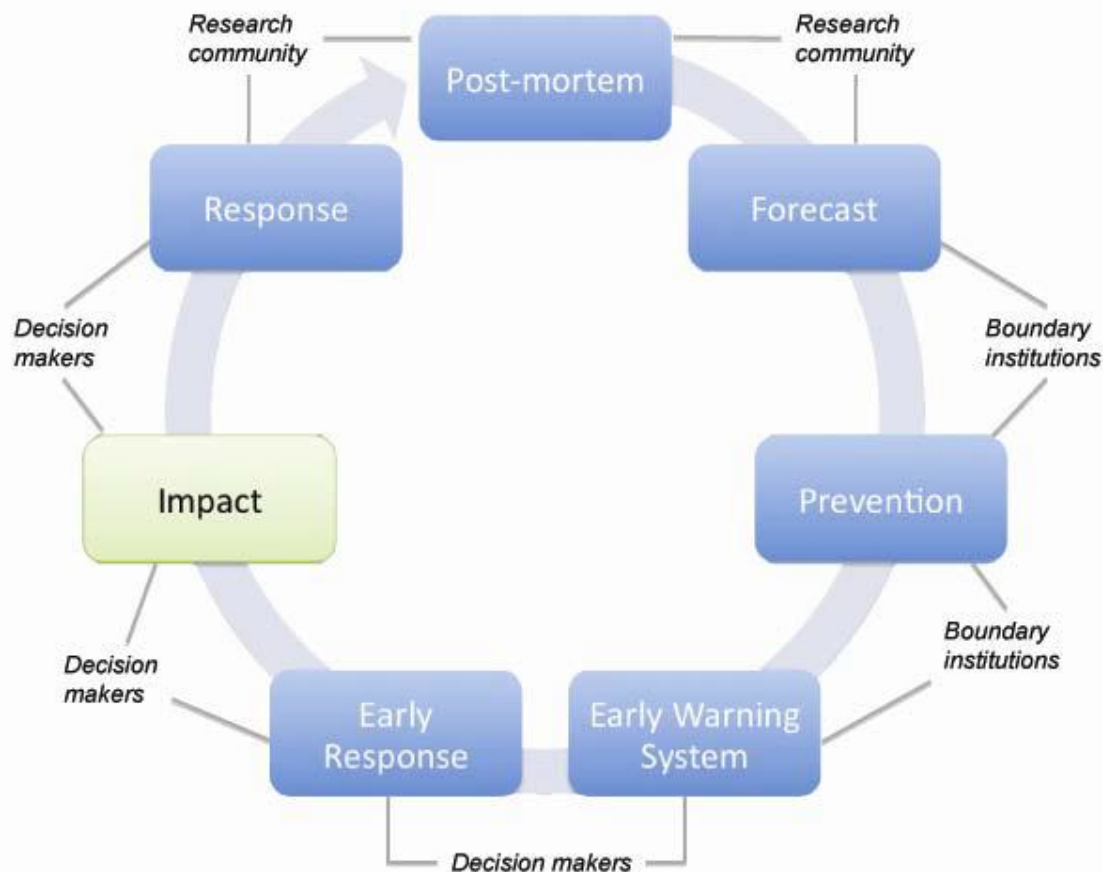 Research
community
Post-mortem
Research
community
Response
Forecast
Decision
makers
Boundary
institutions
Impact
Prevention
Decision
makers
Boundary
institutions
Early
Response
Early Warning
System
Decision makers